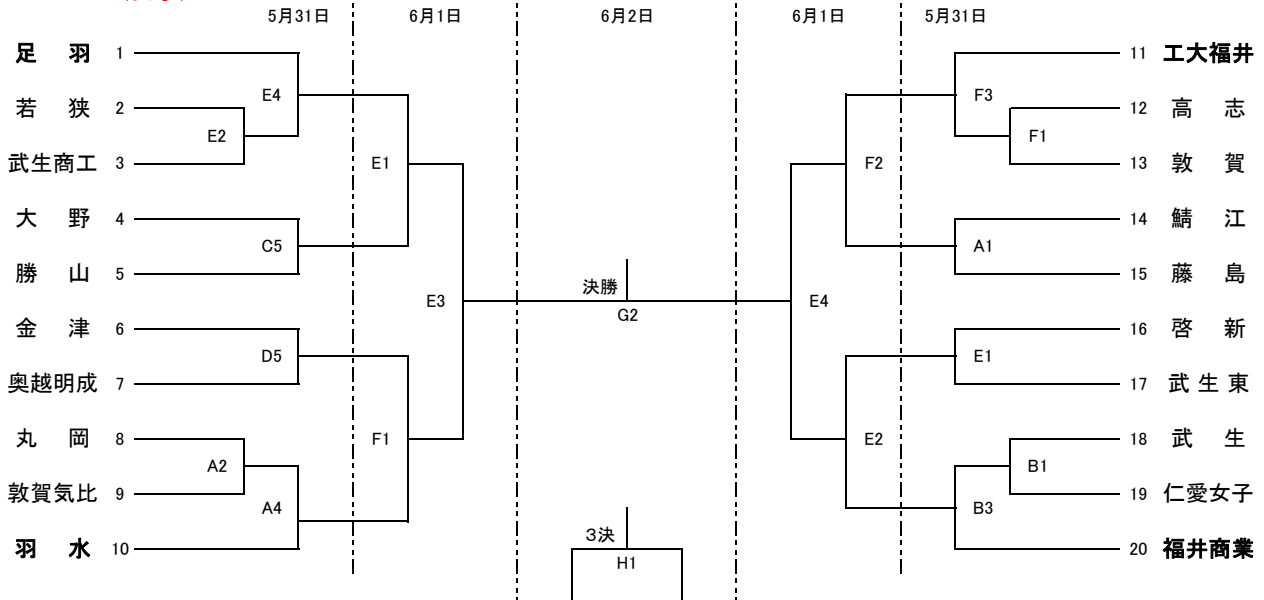 5月31日 6月1日 6月2日 6月1日 5月31日
足 羽 1
若 狭 2
武生商工 3
大 野 4
勝 山 5
金 津 6
奥越明成 7
丸 岡 8
敦賀気比 9
羽 水 10
E4
E2
C5
D5
A2
A4
E1
F1
E3
決勝
G2
3決
H1
E4
F2
E2
F3
F1
A1
E1
B1
B3
11 工大福井
12 高 志
13 敦 賀
14 鯖 江
15 藤 島
16 啓 新
17 武 生 東
18 武 生
19 仁愛女子
20 福井商業